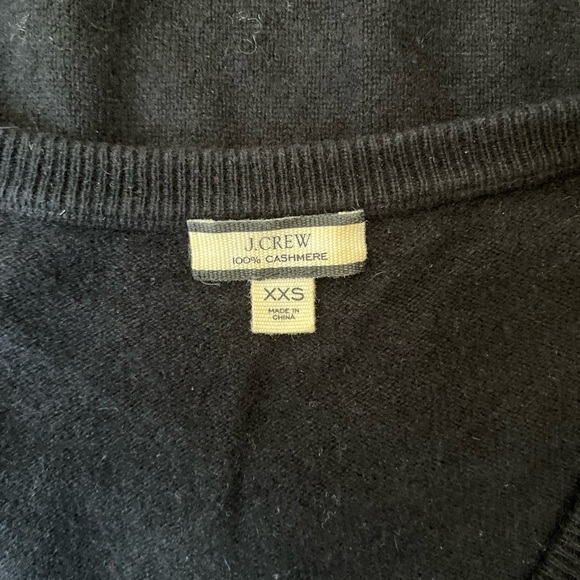 J.CREW
100% CASHMERE
XXS
MADE IN
CHINA